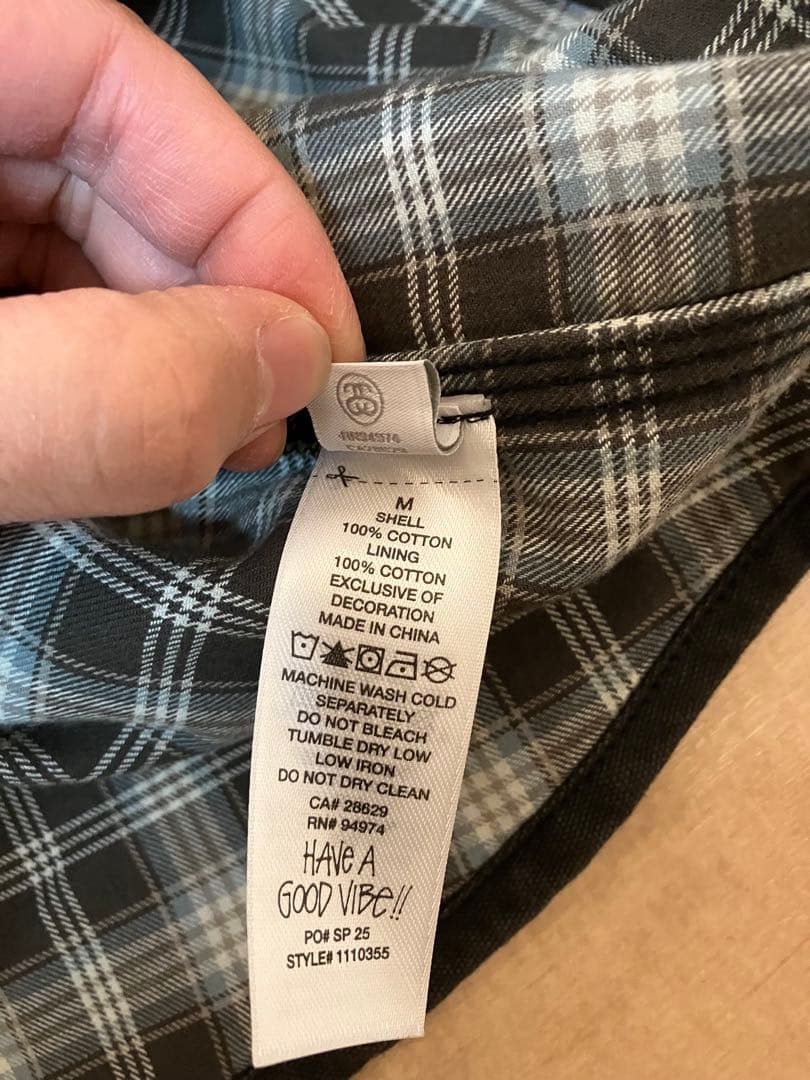 RN94974
CA28629
M
SHELL
100% COTTON
LINING
100% COTTON
EXCLUSIVE OF
DECORATION
MADE IN CHINA
MACHINE WASH COLD
SEPARATELY
DO NOT BLEACH
TUMBLE DRY LOW
LOW IRON
DO NOT DRY CLEAN
CA# 28629
RN# 94974
HAVE A
GOOD VIBE!!
PO# SP 25
STYLE# 1110355